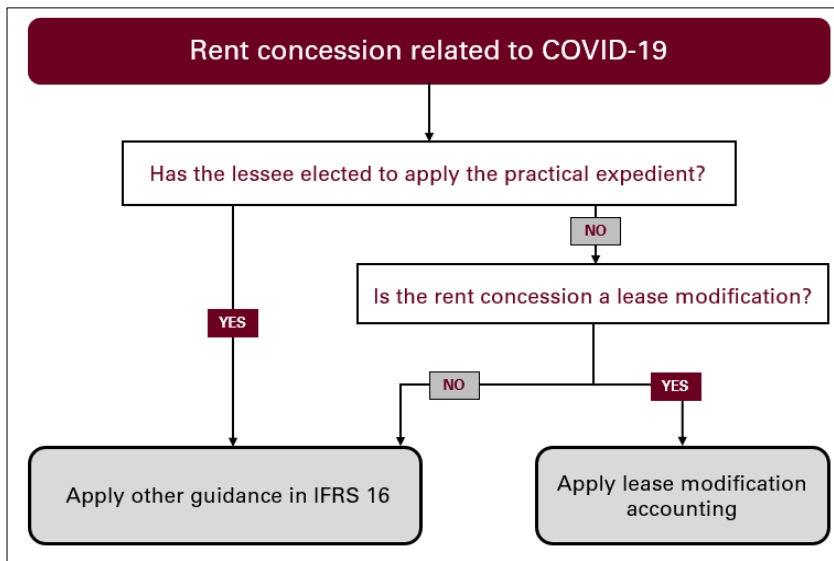 Rent concession related to COVID-19
Has the lessee elected to apply the practical expedient?
NO
Is the rent concession a lease modification?
YES
NO
YES
Apply other guidance in IFRS 16
Apply lease modification
accounting